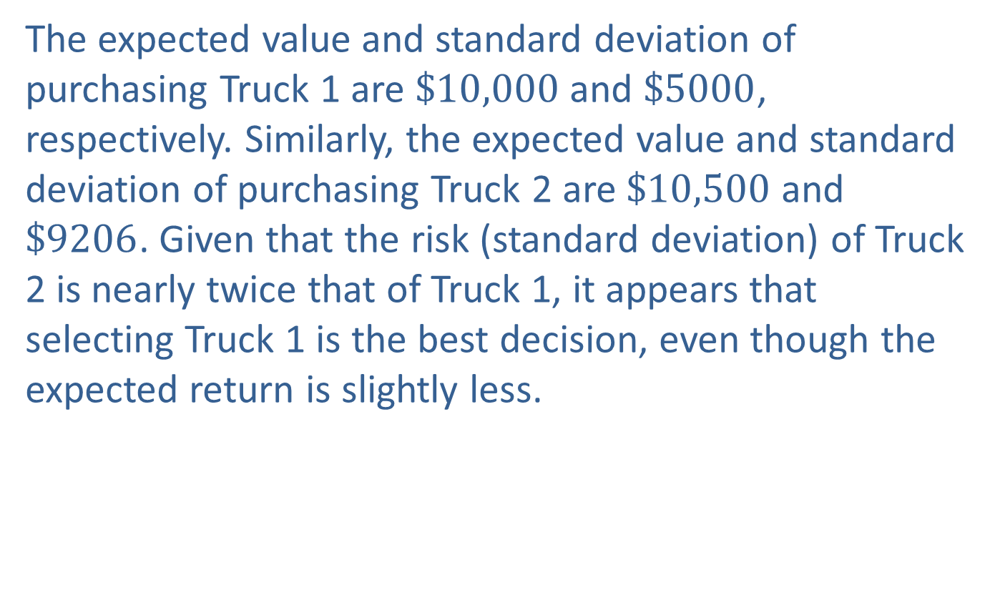 The expected value and standard deviation of
purchasing Truck 1 are $10,000 and $5000,
respectively. Similarly, the expected value and standard
deviation of purchasing Truck 2 are $10,500 and
$9206. Given that the risk (standard deviation) of Truck
2 is nearly twice that of Truck 1, it appears that
selecting Truck 1 is the best decision, even though the
expected return is slightly less.